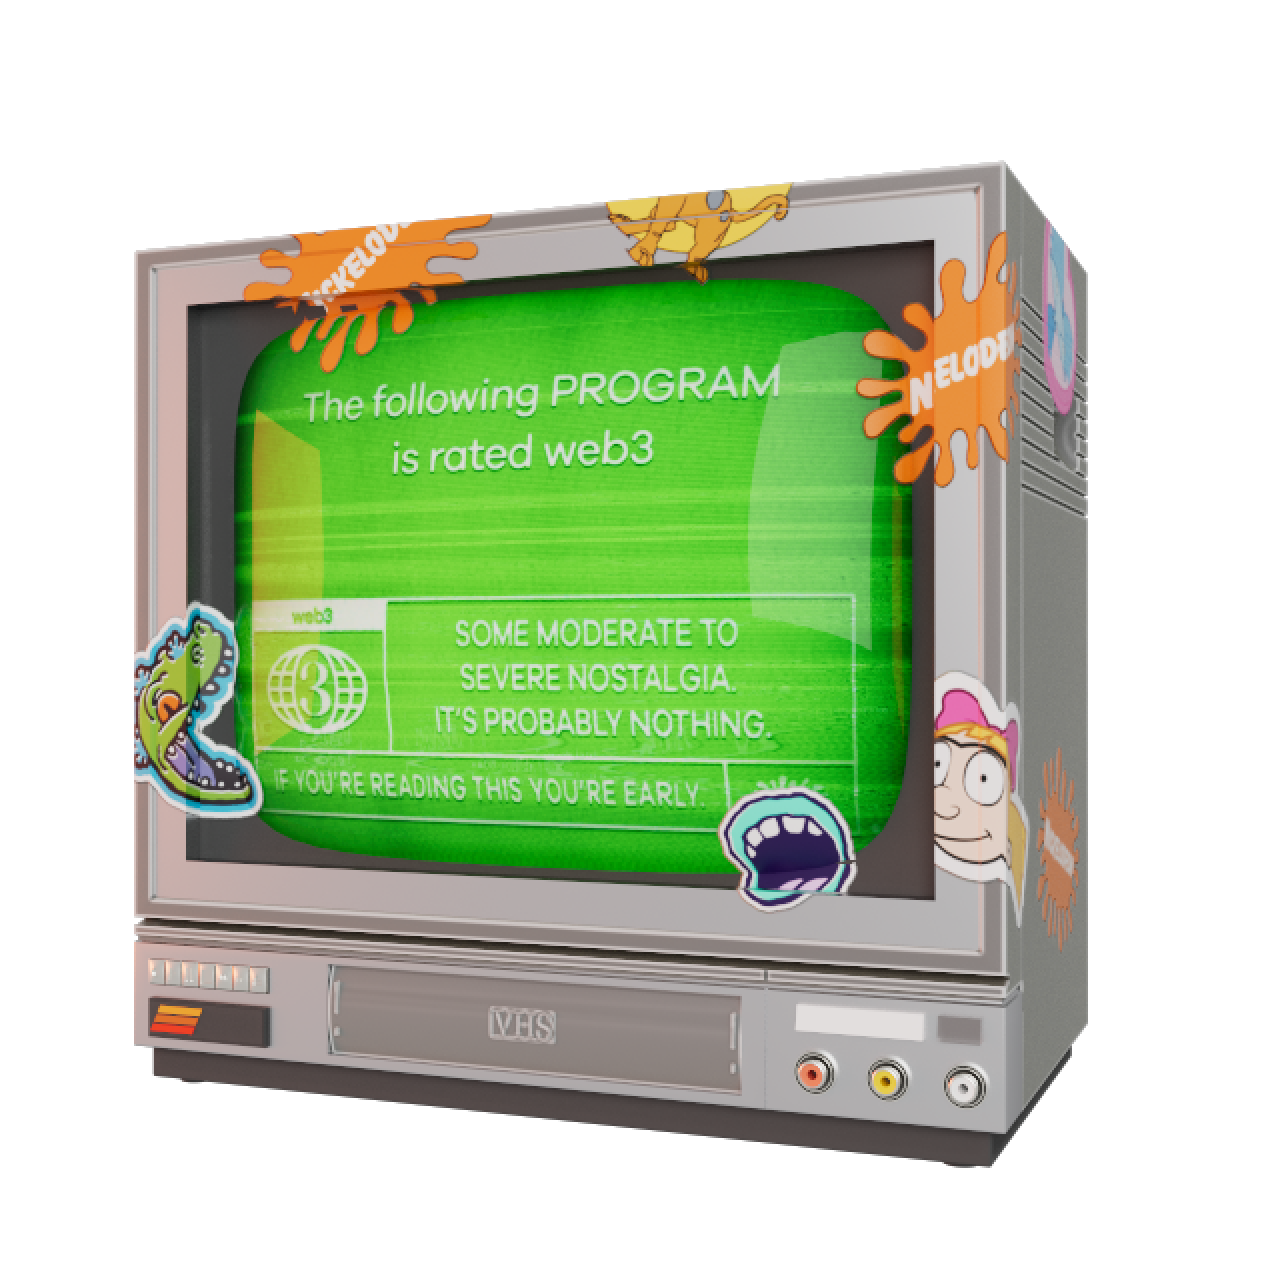 The following PROGRAM
is rated web3
web3
3
SOME MODERATE TO
SEVERE NOSTALGIA.
IT'S PROBABLY NOTHING.
IF YOU'RE READING THIS YOU'RE EARLY.
NELODE
VHS